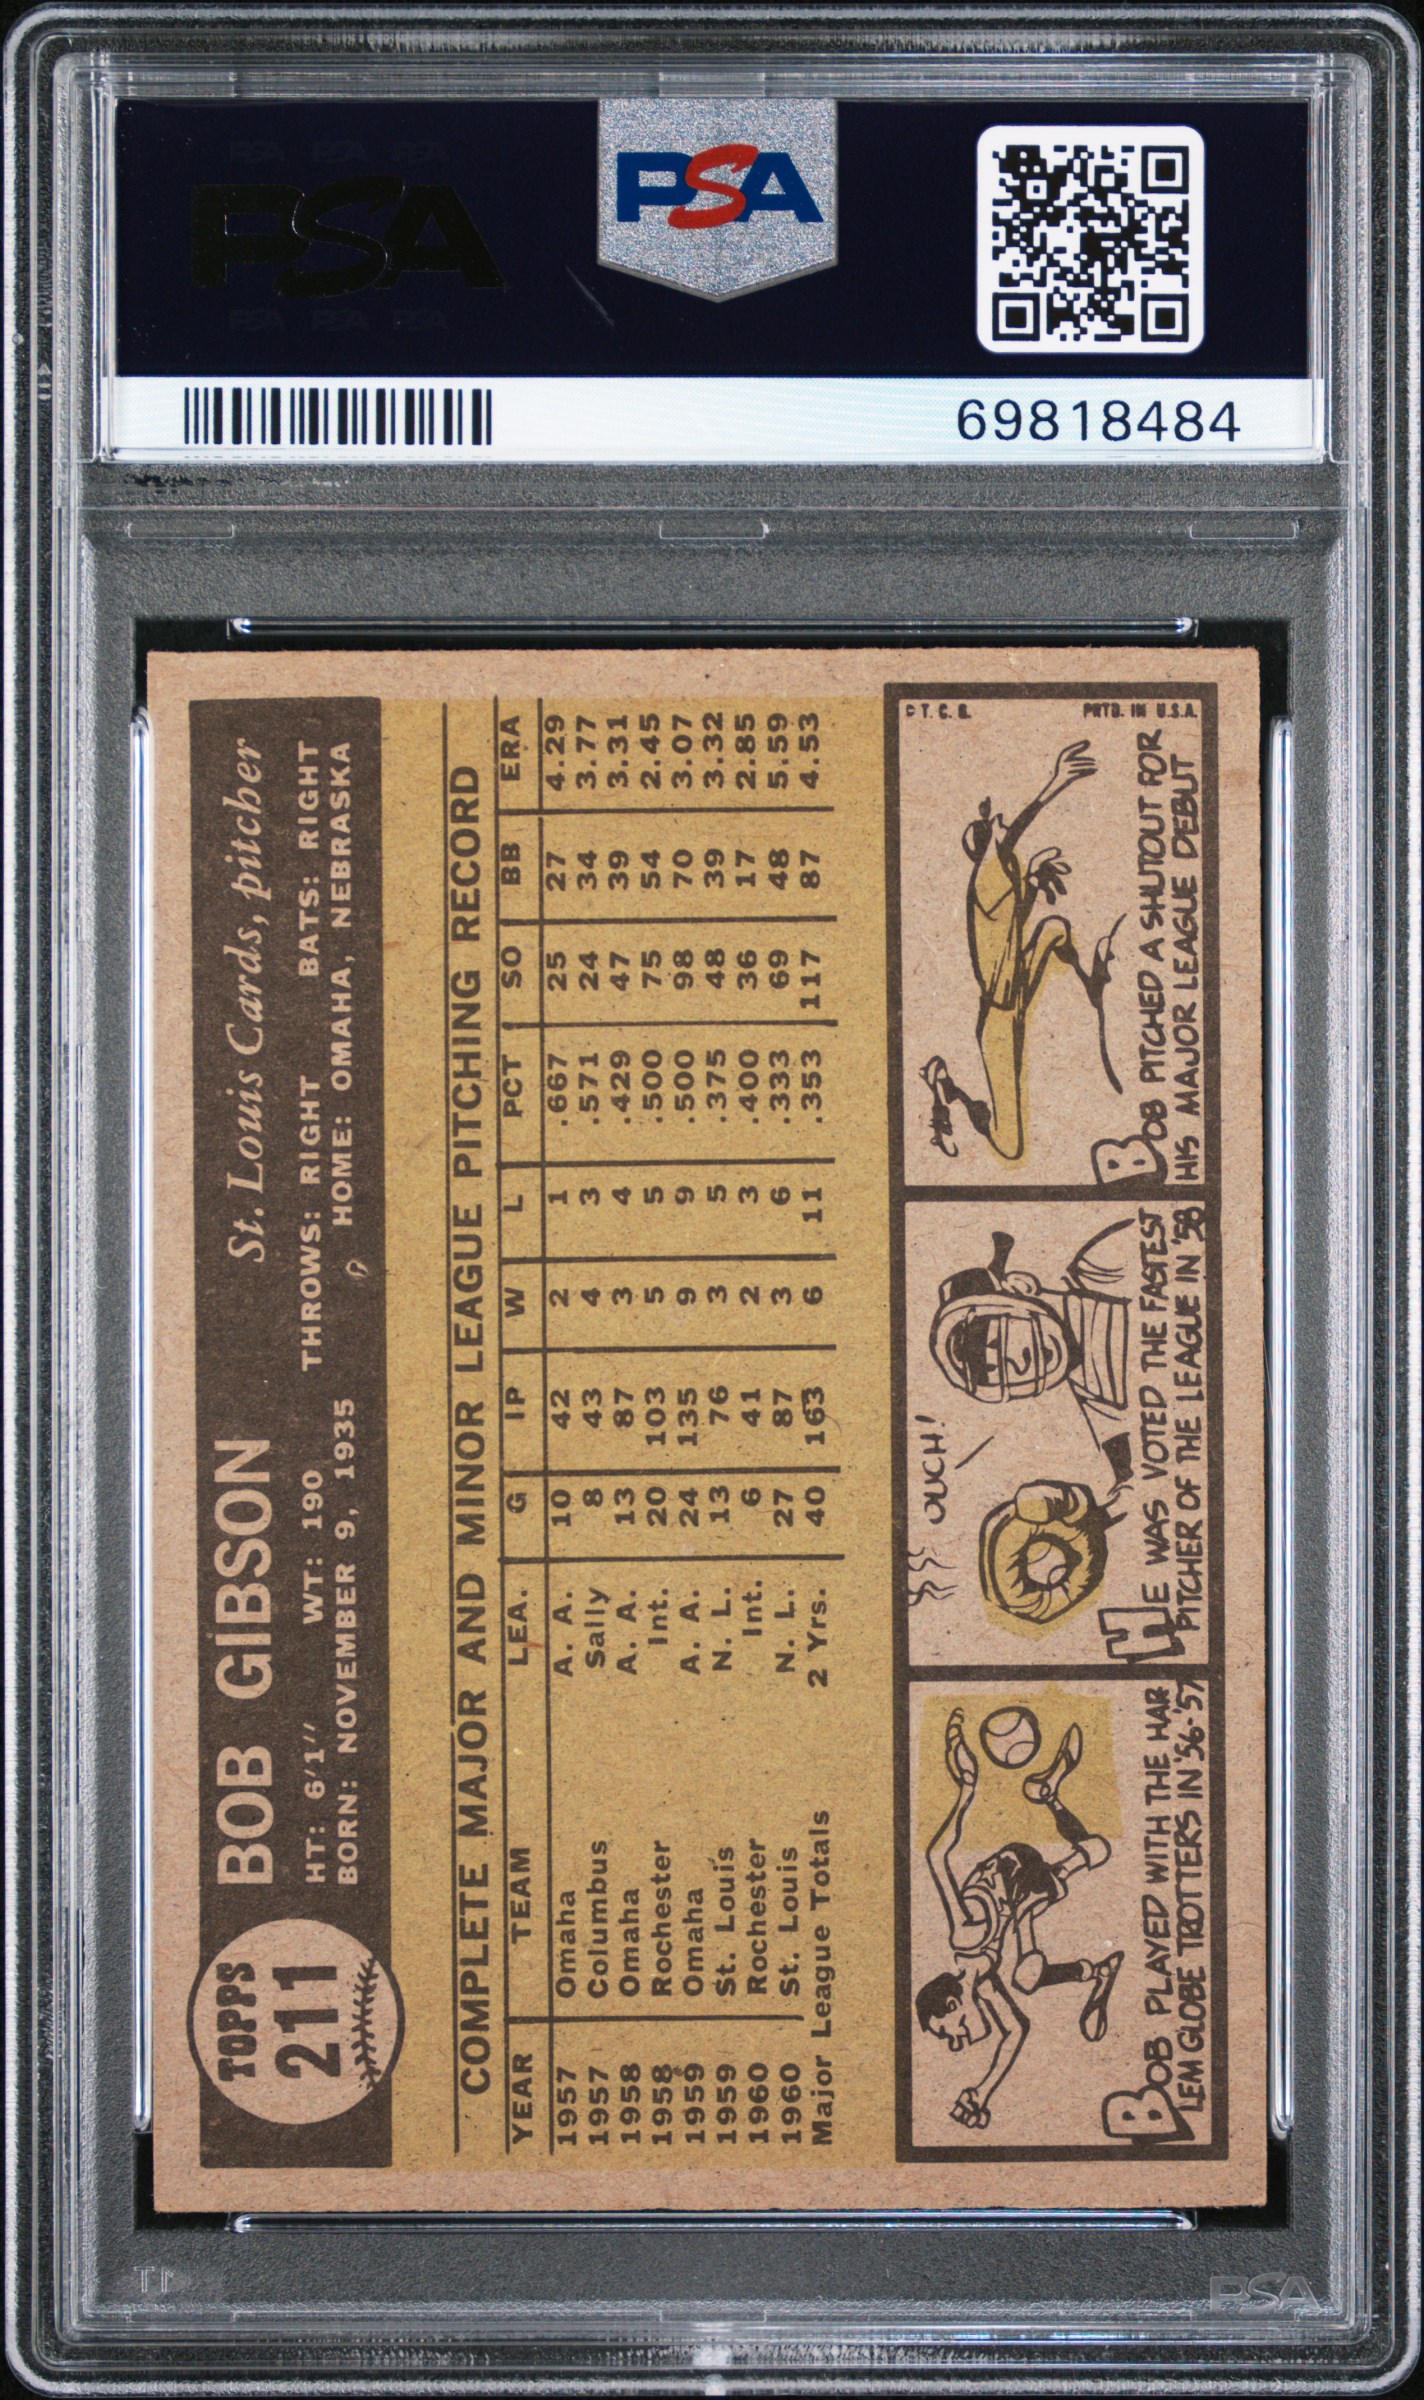 PSA PSA PSA
PSA
PSA PSA PSA
PSA
69818484
TOPPS
211
BOB GIBSON St. Louis Cards, pitcher
HT: 6'1" WT: 190 THROWS: RIGHT BATS: RIGHT
BORN: NOVEMBER 9, 1935 HOME: OMAHA, NEBRASKA
COMPLETE MAJOR AND MINOR LEAGUE PITCHING RECORD
YEAR TEAM LEA. G IP W L PCT SO BB ERA
1957 Omaha A. A. 10 42 2 1 .667 25 27 4.29
1957 Columbus Sally 8 43 4 3 .571 24 34 3.77
1958 Omaha A. A. 13 87 3 4 .429 47 39 3.31
1958 Rochester Int. 20 103 5 5 .500 75 54 2.45
1959 Omaha A. A. 24 135 9 9 .500 98 70 3.07
1959 St. Louis N. L. 13 76 3 5 .375 48 39 3.32
1960 Rochester Int. 6 41 2 3 .400 36 17 2.85
1960 St. Louis N. L. 27 87 3 6 .333 69 48 5.59
Major League Totals 2 Yrs. 40 163 6 11 .353 117 87 4.53
BOB PLAYED WITH THE HAR
LEM GLOBE TROTTERS IN '56-'57
OUCH!
HE WAS VOTED THE FASTEST
PITCHER OF THE LEAGUE IN '58
© T. C. G. PRTD. IN U.S.A.
BOB PITCHED A SHUTOUT FOR
HIS MAJOR LEAGUE DEBUT
PSA